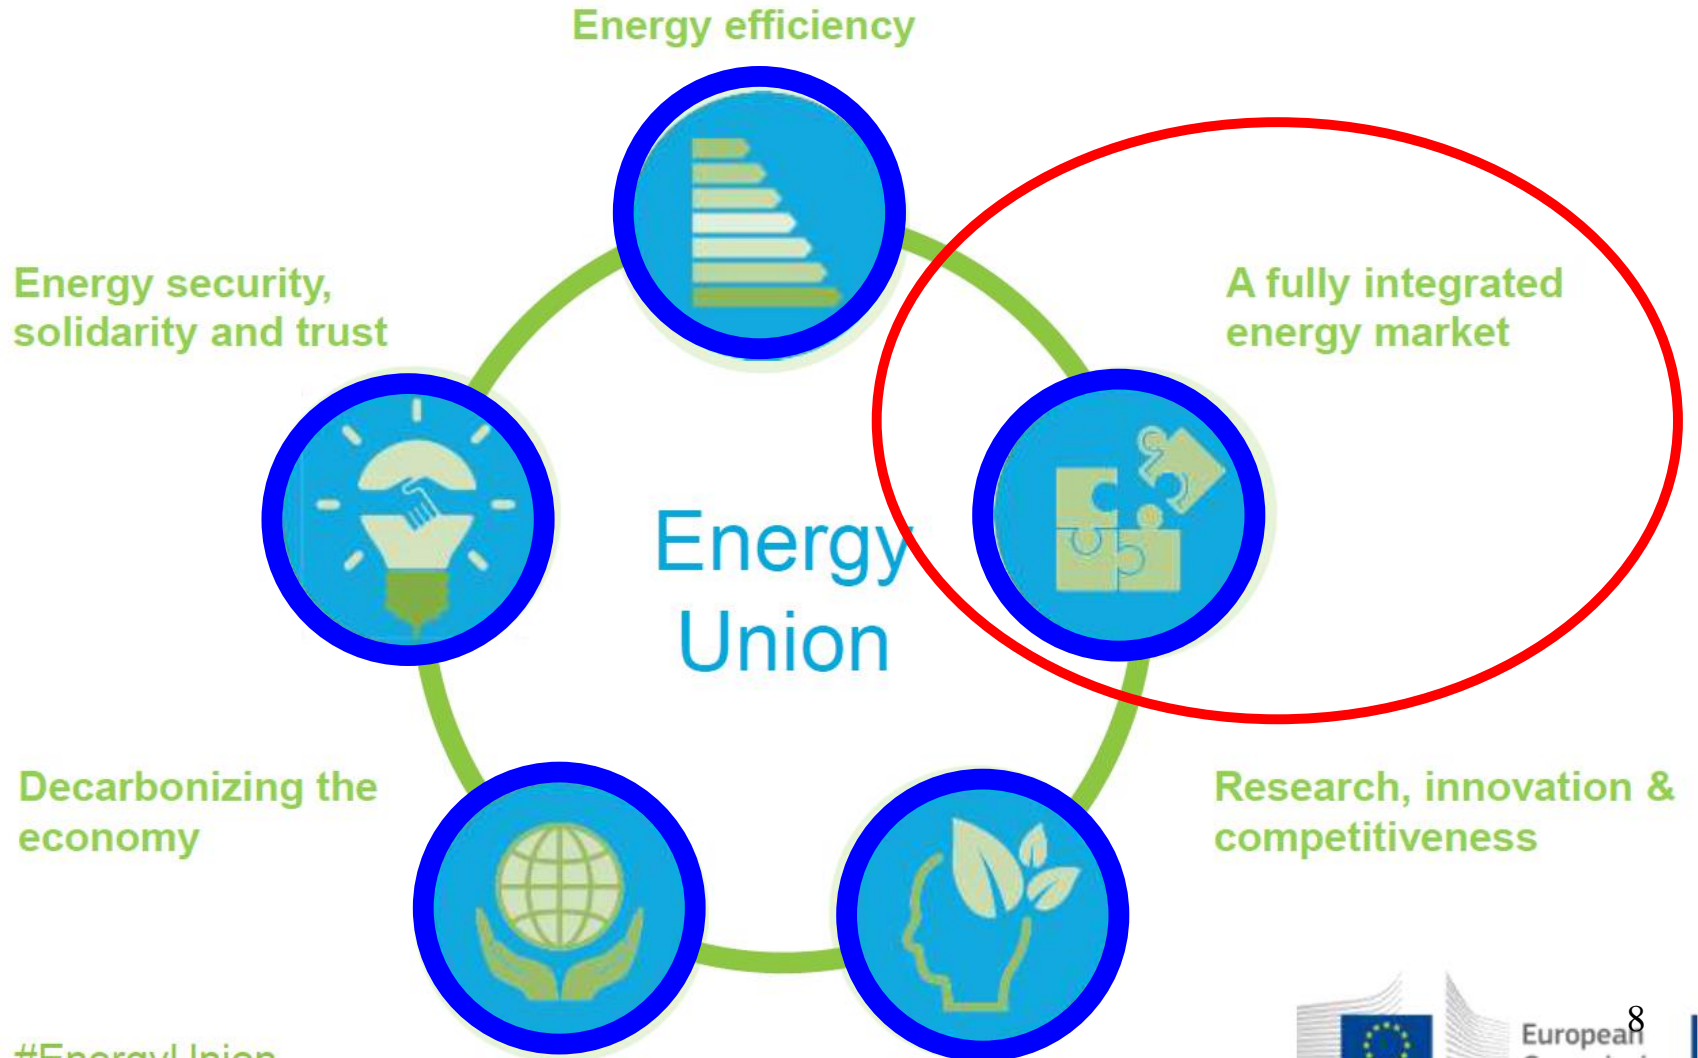 Energy efficiency
Energy security,
solidarity and trust
A fully integrated
energy market
Energy
Union
Decarbonizing the
economy
Research, innovation &
competitiveness
#EnergyUnion
8
European